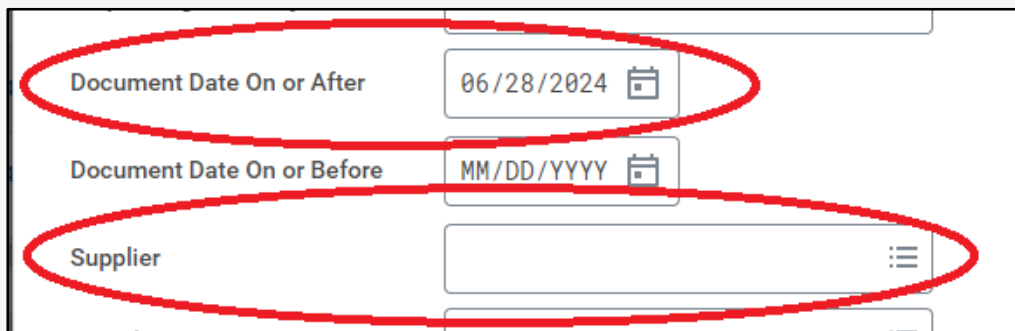 Document Date On or After 06/28/2024
Document Date On or Before MM/DD/YYYY
Supplier